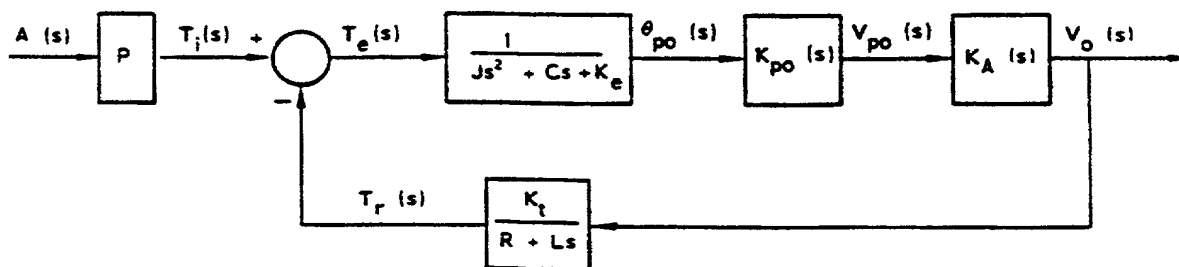 A (s)
P
T_i(s)
+
−
T_e(s)
1
Js² + Cs + K_e
θ_po (s)
K_po (s)
V_po (s)
K_A (s)
V_o (s)
T_r (s)
K_t
R + Ls